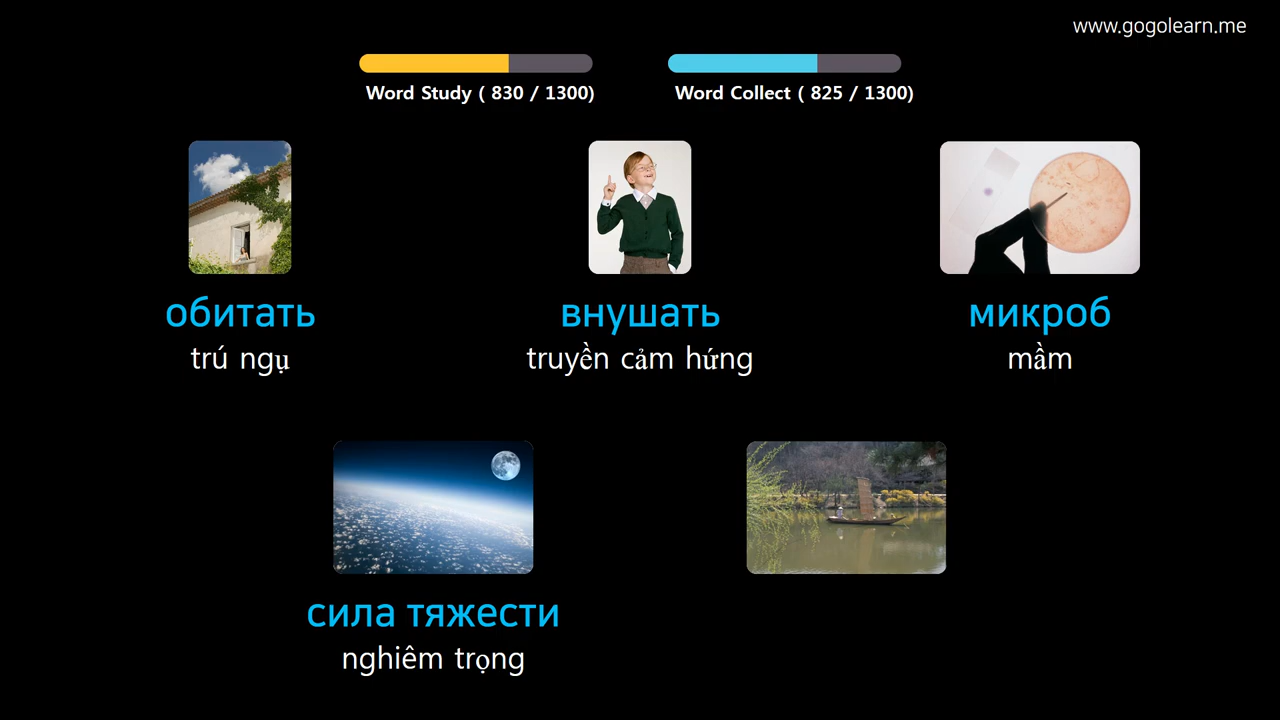 www.gogolearn.me
Word Study ( 830 / 1300)
Word Collect ( 825 / 1300)
обитать
trú ngụ
внушать
truyền cảm hứng
микроб
mầm
сила тяжести
nghiêm trọng